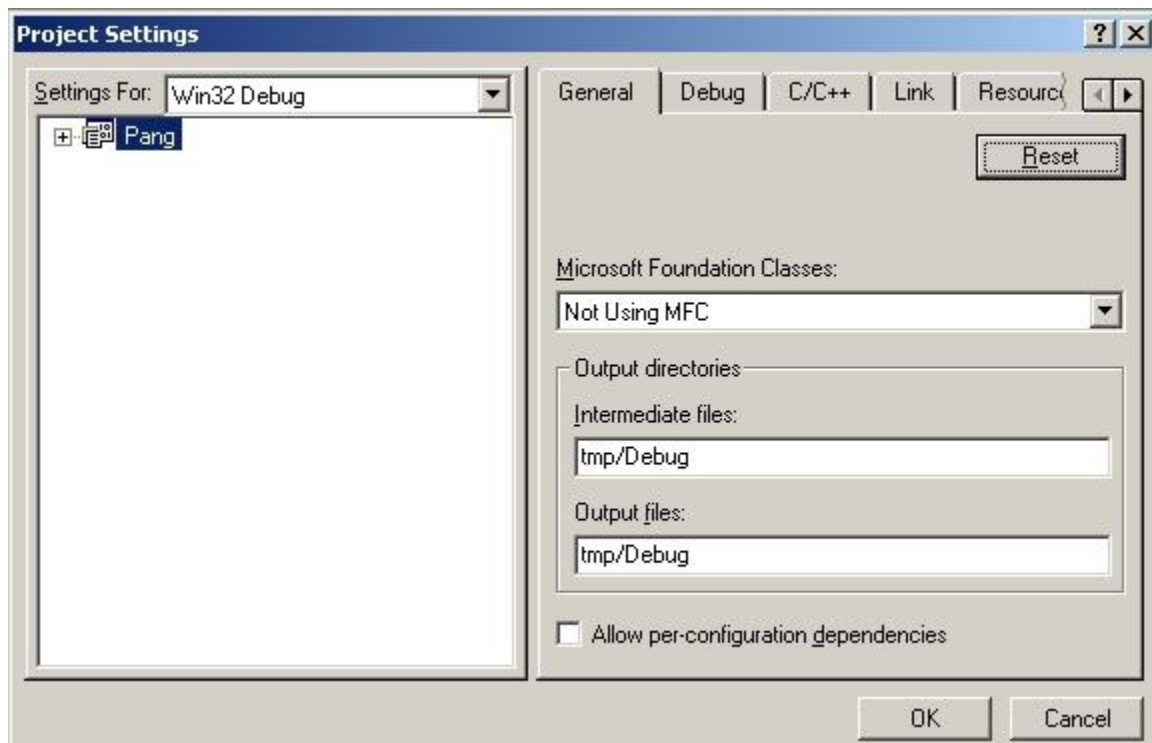 Project Settings
Settings For: Win32 Debug
Pang
General Debug C/C++ Link Resourc
Reset
Microsoft Foundation Classes:
Not Using MFC
Output directories
Intermediate files:
tmp/Debug
Output files:
tmp/Debug
Allow per-configuration dependencies
OK Cancel